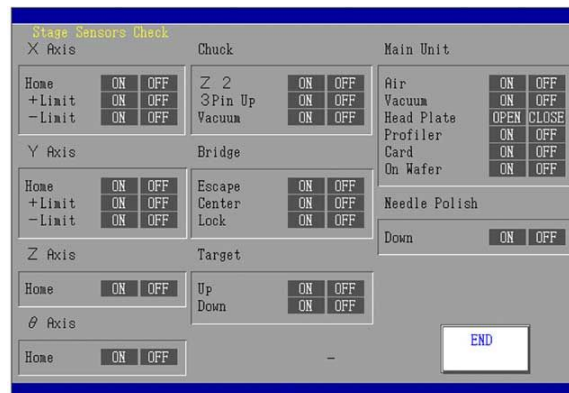 Stage Sensors Check
X Axis
Home ON OFF
+Limit ON OFF
-Limit ON OFF
Y Axis
Home ON OFF
+Limit ON OFF
-Limit ON OFF
Z Axis
Home ON OFF
θ Axis
Home ON OFF
Chuck
Z 2 ON OFF
3Pin Up ON OFF
Vacuum ON OFF
Bridge
Escape ON OFF
Center ON OFF
Lock ON OFF
Target
Up ON OFF
Down ON OFF
Main Unit
Air ON OFF
Vacuum ON OFF
Head Plate OPEN CLOSE
Profiler ON OFF
Card ON OFF
On Wafer ON OFF
Needle Polish
Down ON OFF
END
-